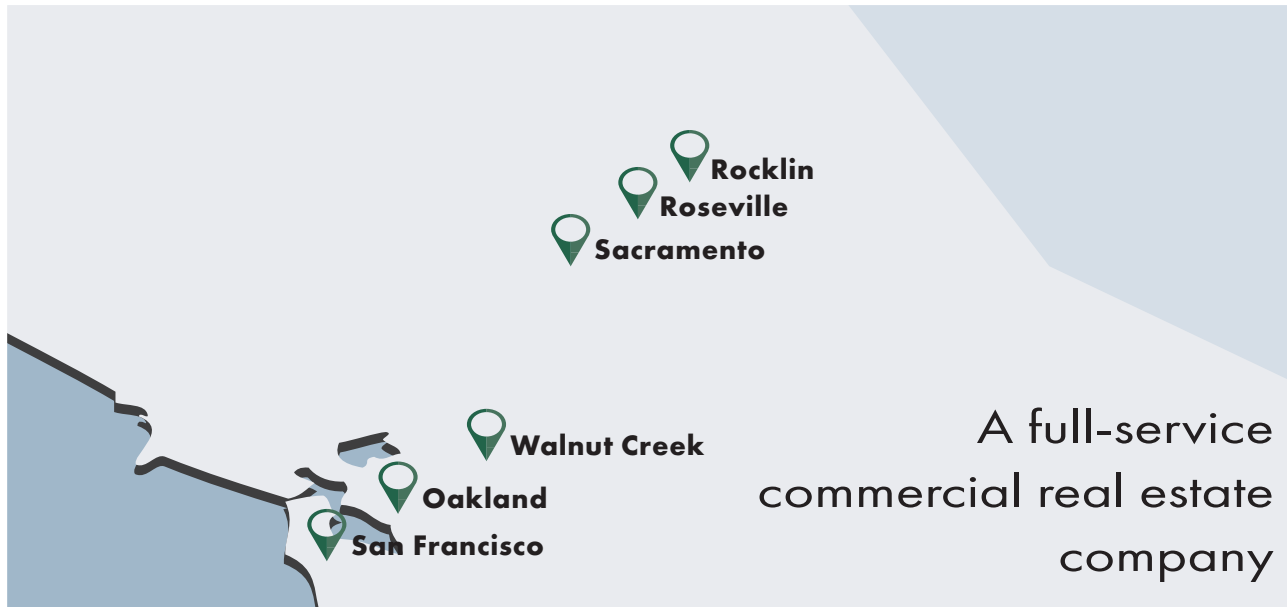 Rocklin
Roseville
Sacramento
Walnut Creek
Oakland
San Francisco
A full-service
commercial real estate
company